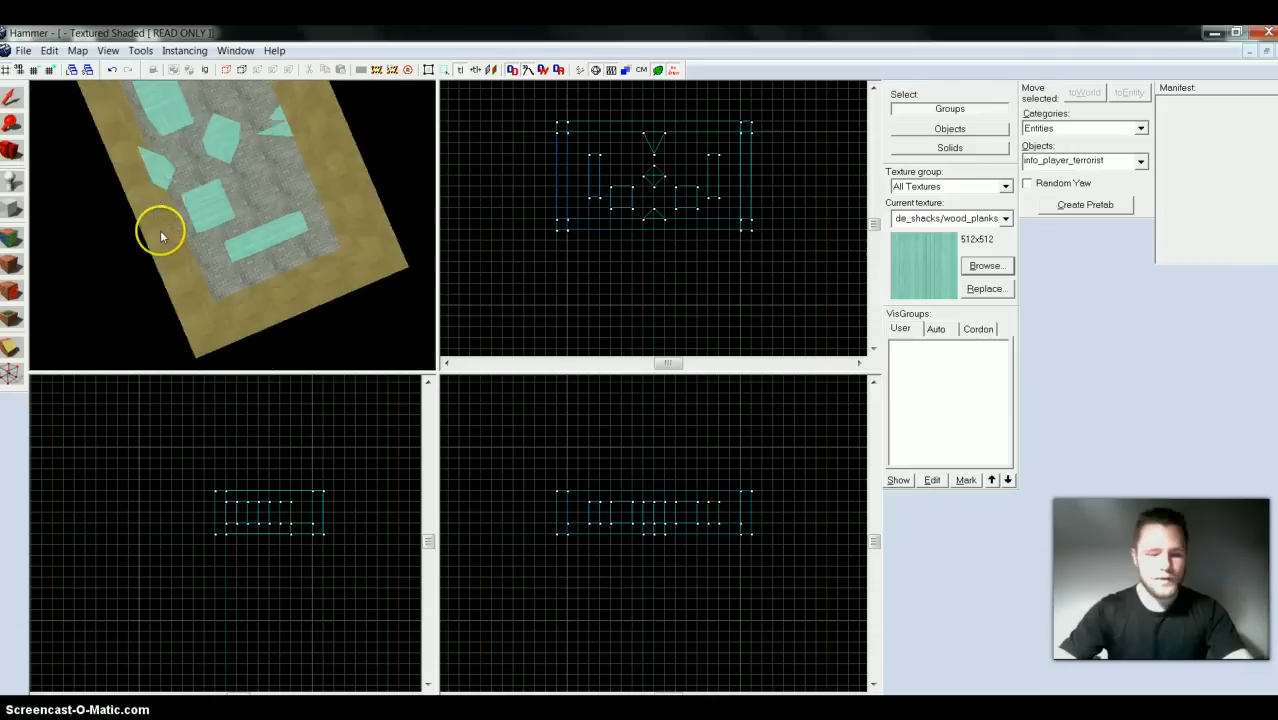 Hammer - [ - Textured Shaded [ READ ONLY ]]
File Edit Map View Tools Instancing Window Help
CM
Select:
Groups
Objects
Solids
Texture group:
All Textures
Current texture:
de_shacks/wood_planks
512x512
Browse...
Replace...
VisGroups:
User Auto Cordon
Show Edit Mark
Move selected:
toWorld toEntity
Categories:
Entities
Objects:
info_player_terrorist
Random Yaw
Create Prefab
Manifest:
Screencast-O-Matic.com